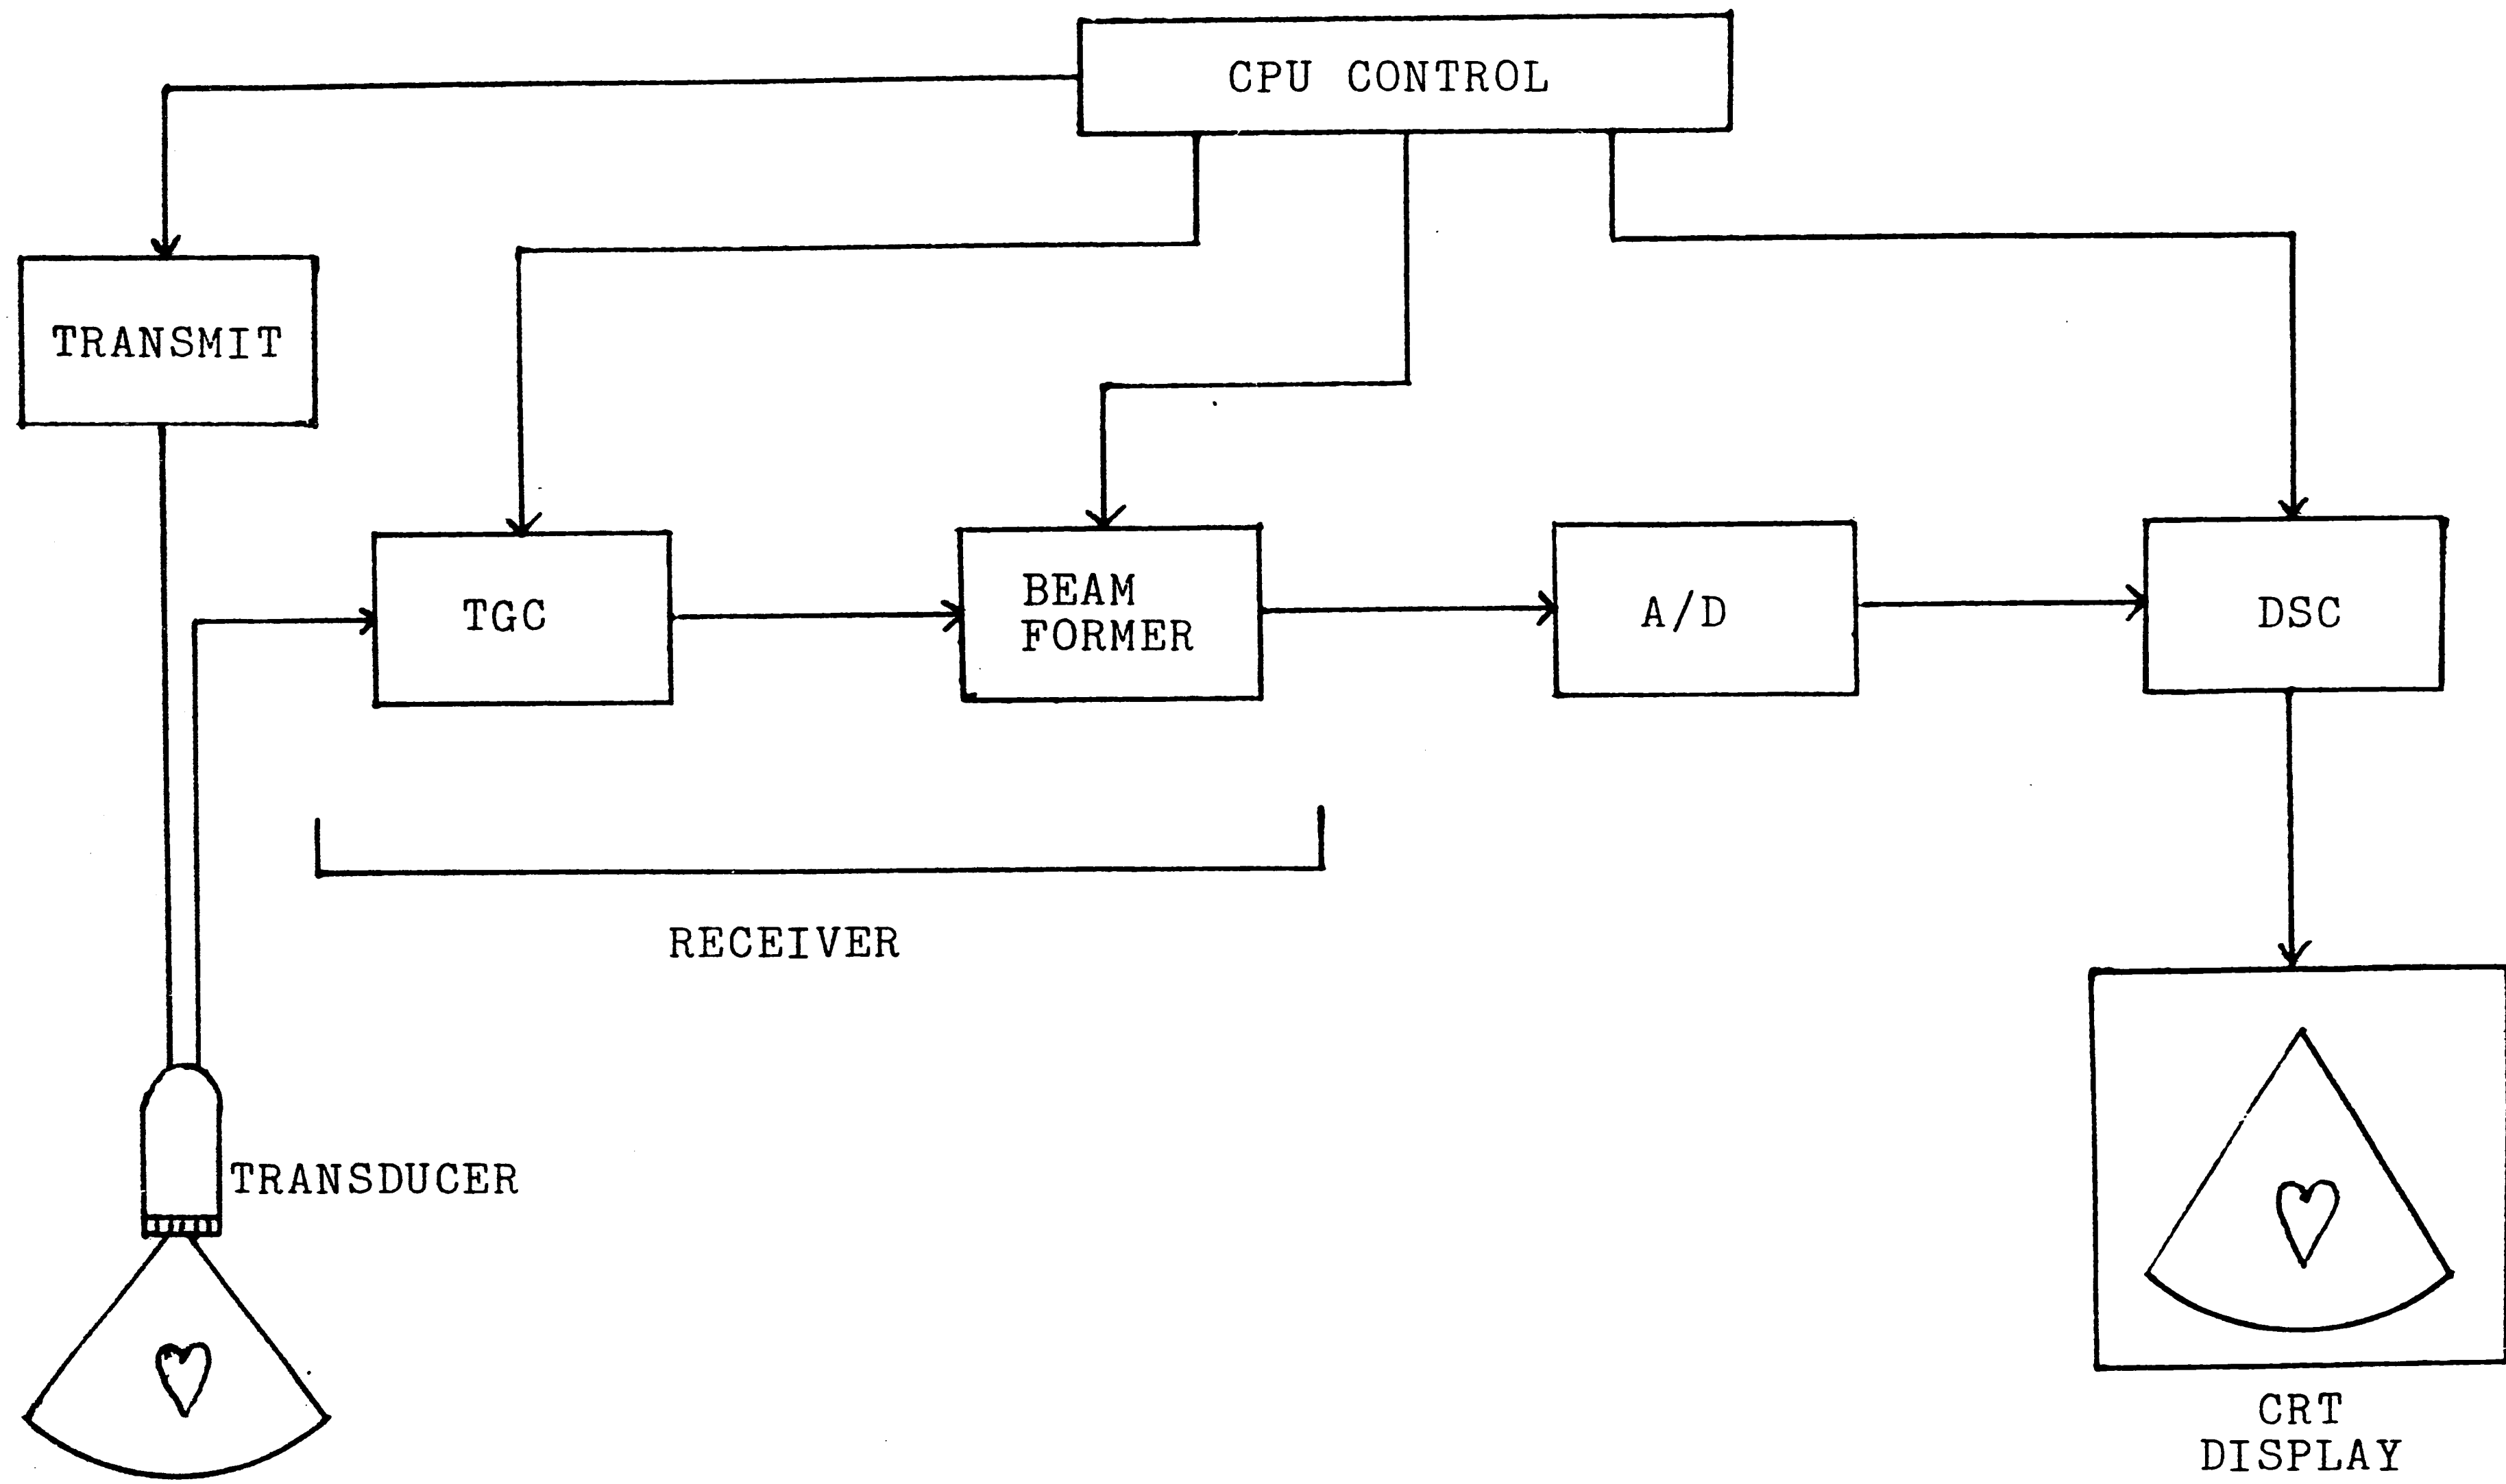 CPU CONTROL
TRANSMIT
TGC
BEAM
FORMER
A/D
DSC
RECEIVER
TRANSDUCER
CRT
DISPLAY